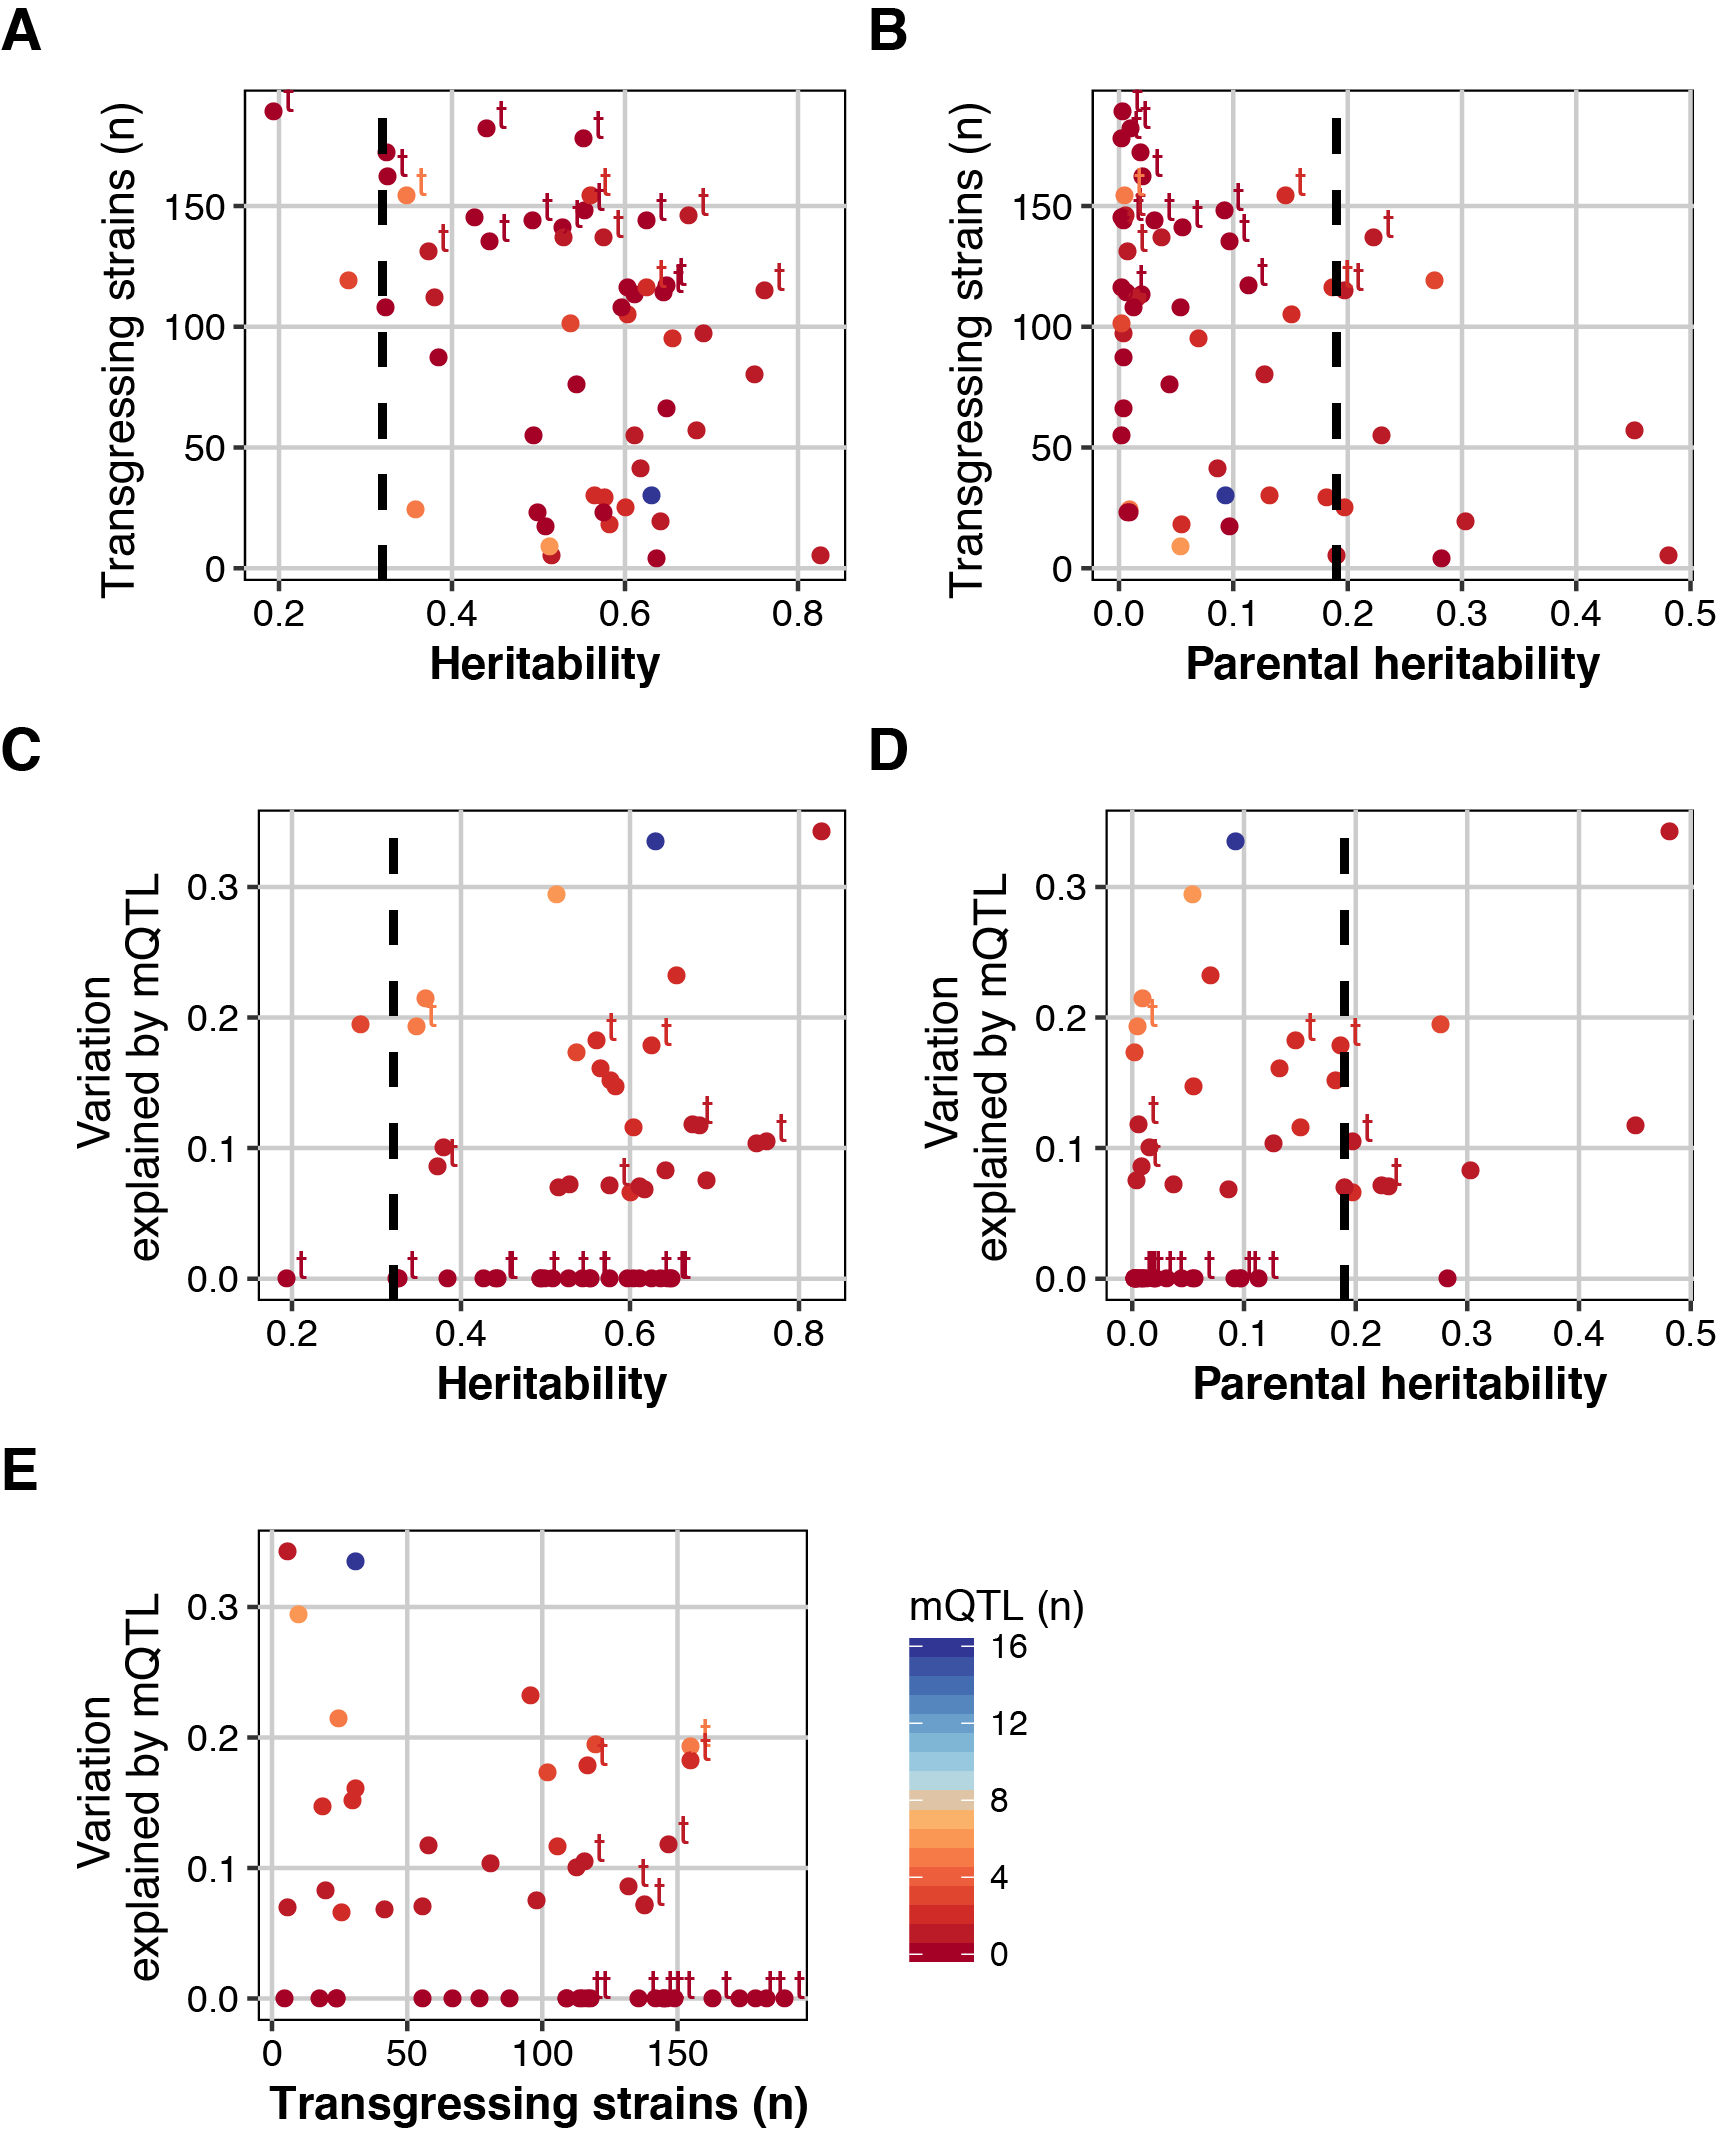 A
B
Transgressing strains (n)
150
100
50
0
0.2 0.4 0.6 0.8
Heritability
t t t t t t t t t t t t t t t t t t t
Transgressing strains (n)
150
100
50
0
0.0 0.1 0.2 0.3 0.4 0.5
Parental heritability
t t t t t t t t t t t t t t t t
C
D
Variation
explained by mQTL
0.3
0.2
0.1
0.0
0.2 0.4 0.6 0.8
Heritability
t t t t t t t
t t t t t t t t t
Variation
explained by mQTL
0.3
0.2
0.1
0.0
0.0 0.1 0.2 0.3 0.4 0.5
Parental heritability
t t t t t t t
t t t t t t t t
E
Variation
explained by mQTL
0.3
0.2
0.1
0.0
0 50 100 150
Transgressing strains (n)
t t t t t t t
t t t t t t t t t t
mQTL (n)
16
12
8
4
0